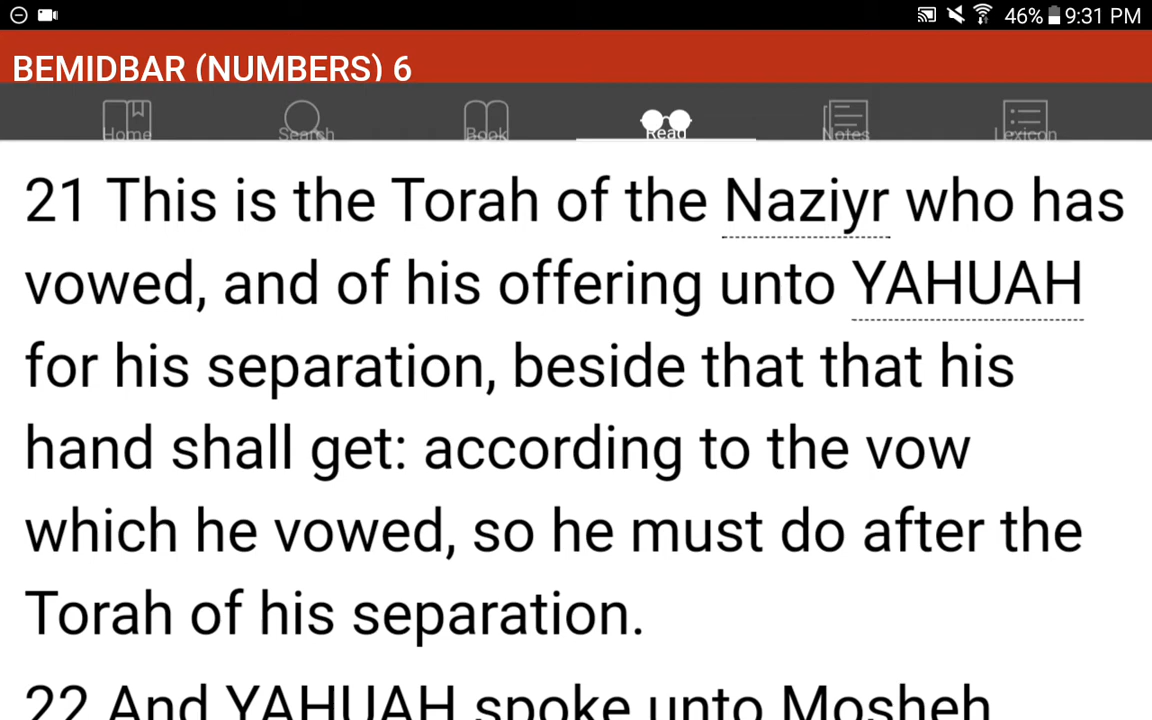 46% 9:31 PM
BEMIDBAR (NUMBERS) 6
Home Search Book Read Notes Lexicon
21 This is the Torah of the Naziyr who has
vowed, and of his offering unto YAHUAH
for his separation, beside that that his
hand shall get: according to the vow
which he vowed, so he must do after the
Torah of his separation.
22 And YAHUAH spoke unto Mosheh